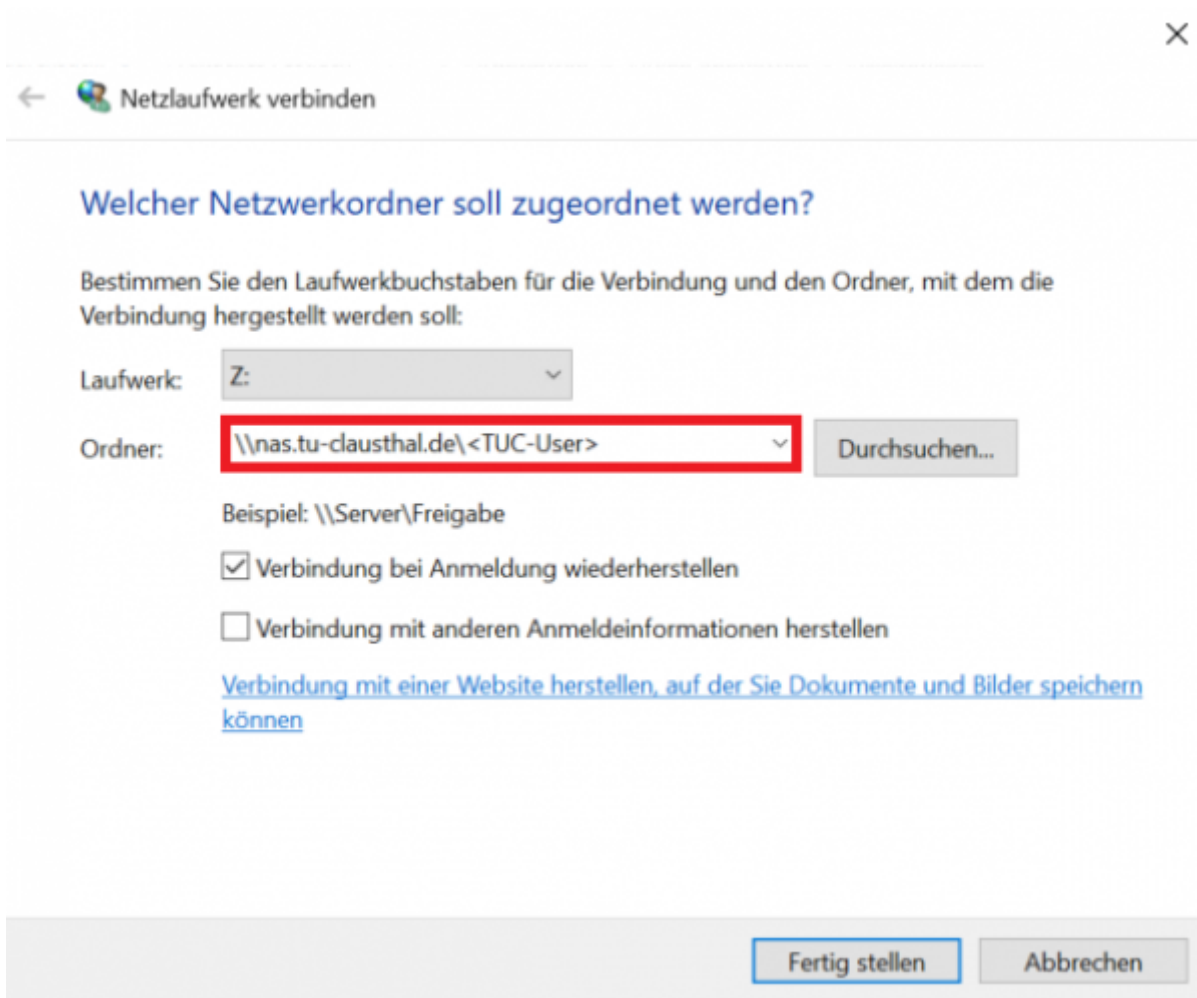 Netzlaufwerk verbinden
Welcher Netzwerkordner soll zugeordnet werden?
Bestimmen Sie den Laufwerkbuchstaben für die Verbindung und den Ordner, mit dem die
Verbindung hergestellt werden soll:
Laufwerk: Z:
Ordner: \\nas.tu-clausthal.de\<TUC-User> Durchsuchen...
Beispiel: \\Server\Freigabe
Verbindung bei Anmeldung wiederherstellen
Verbindung mit anderen Anmeldeinformationen herstellen
Verbindung mit einer Website herstellen, auf der Sie Dokumente und Bilder speichern
können
Fertig stellen Abbrechen